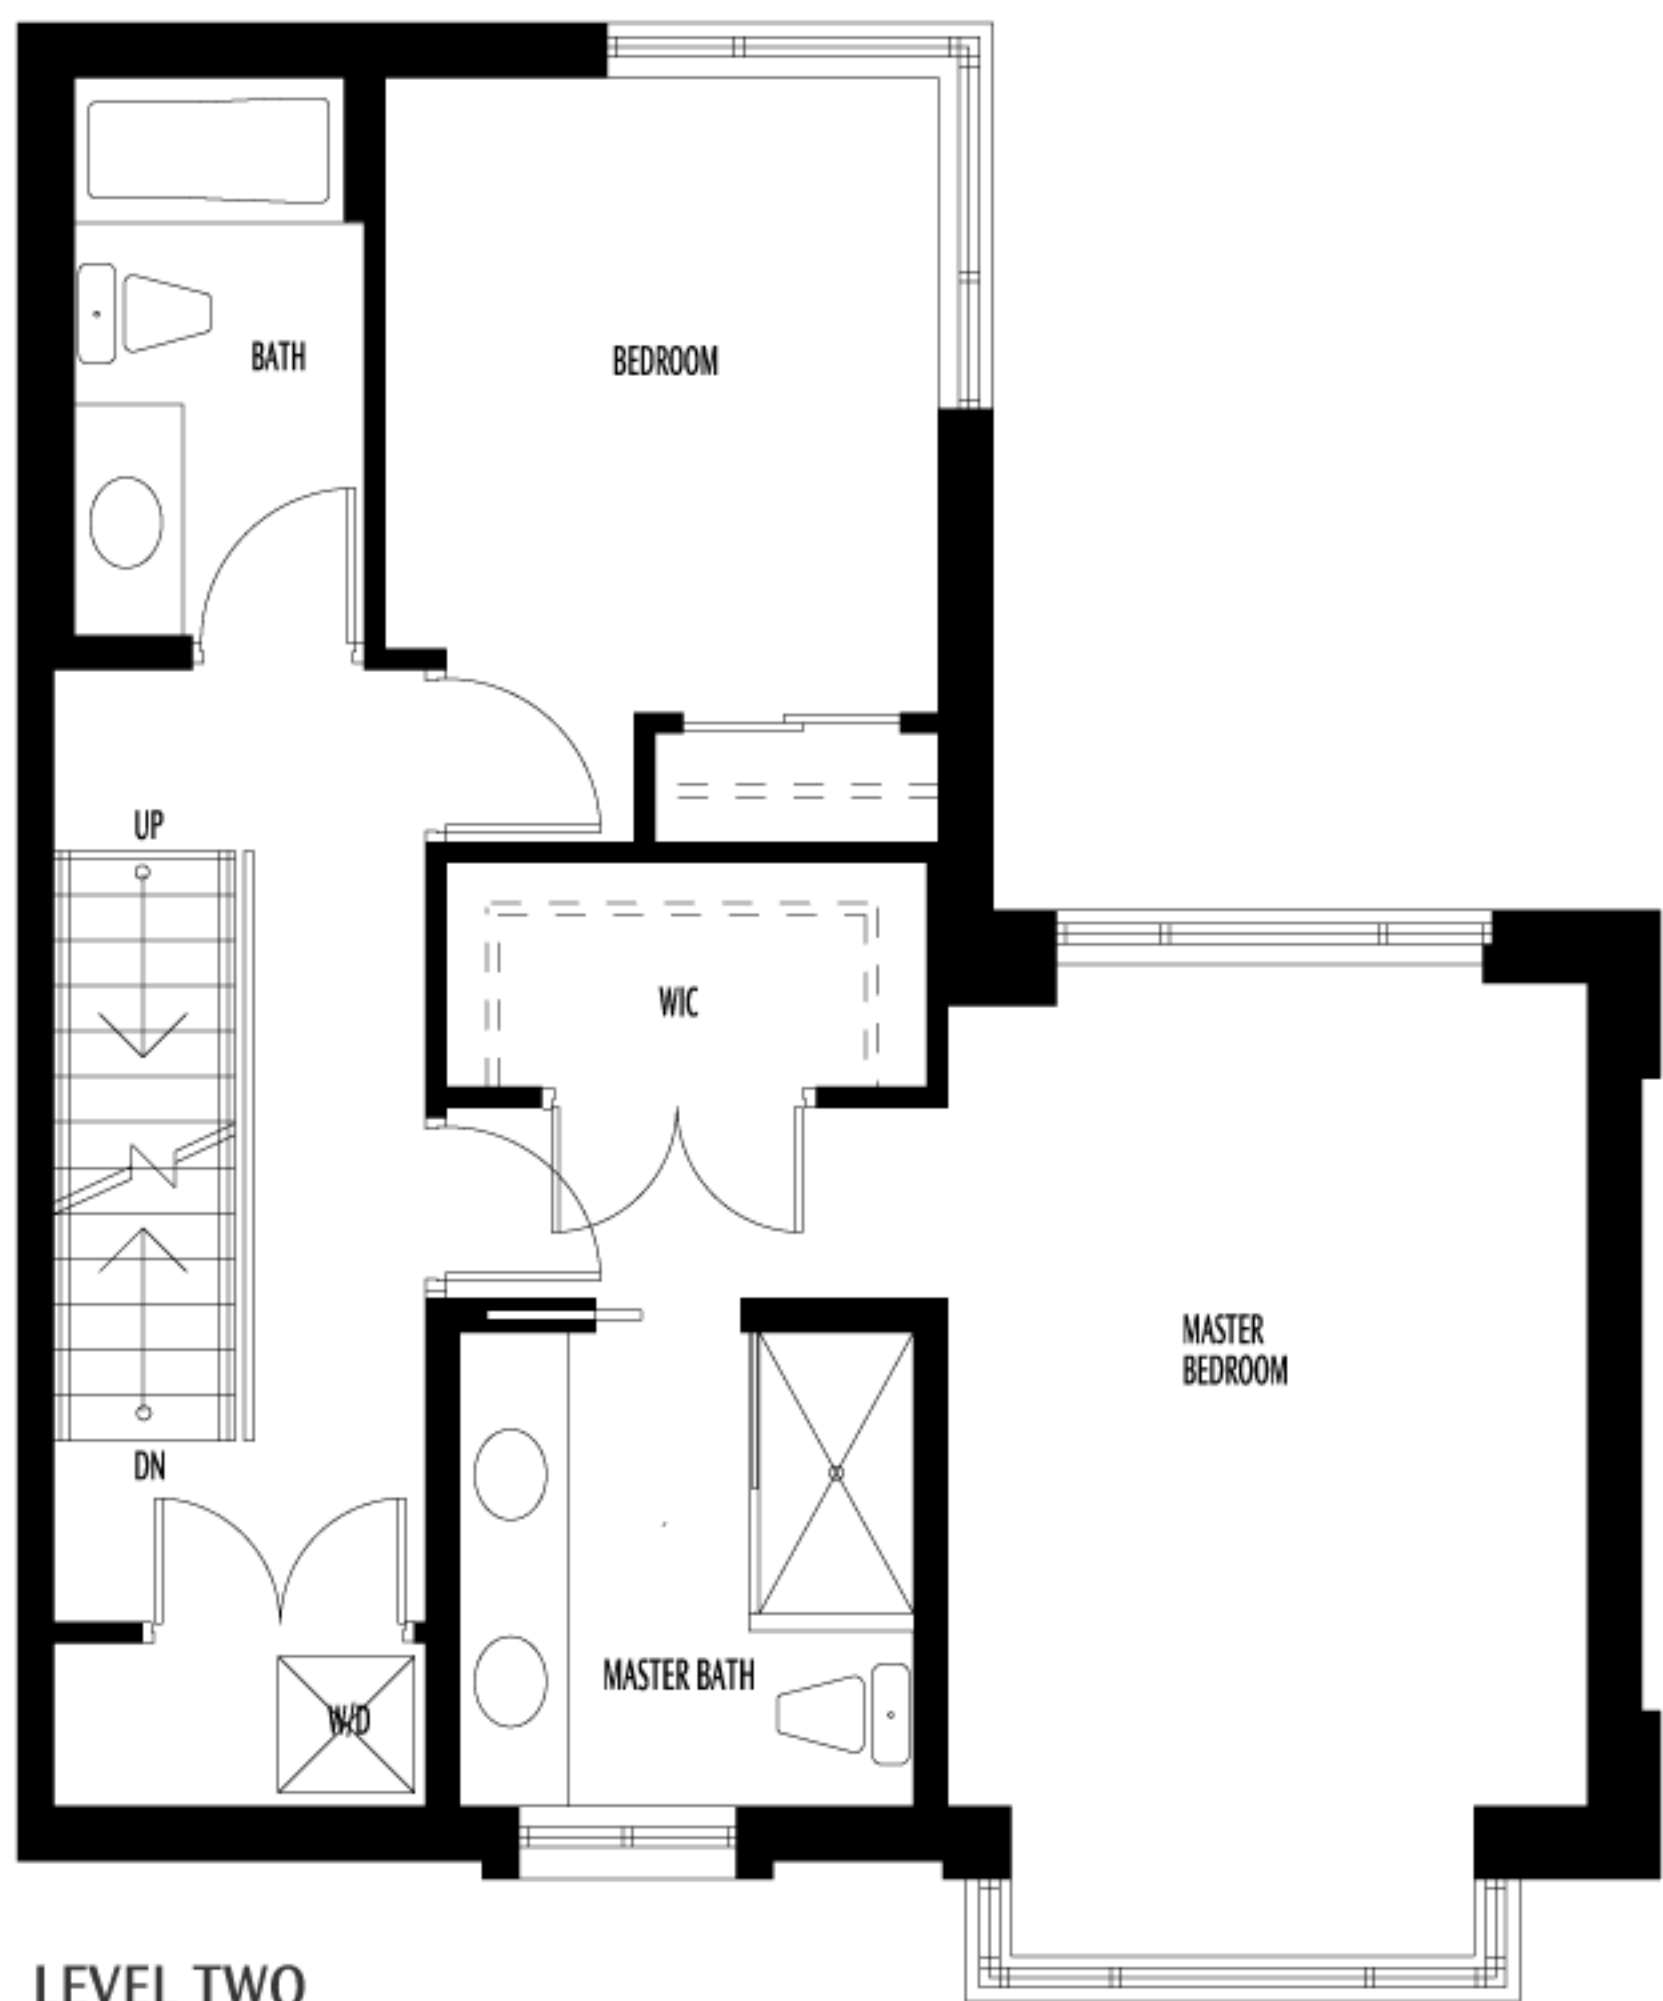 BATH
BEDROOM
UP
WIC
MASTER
BEDROOM
DN
MASTER BATH
W/D
LEVEL TWO